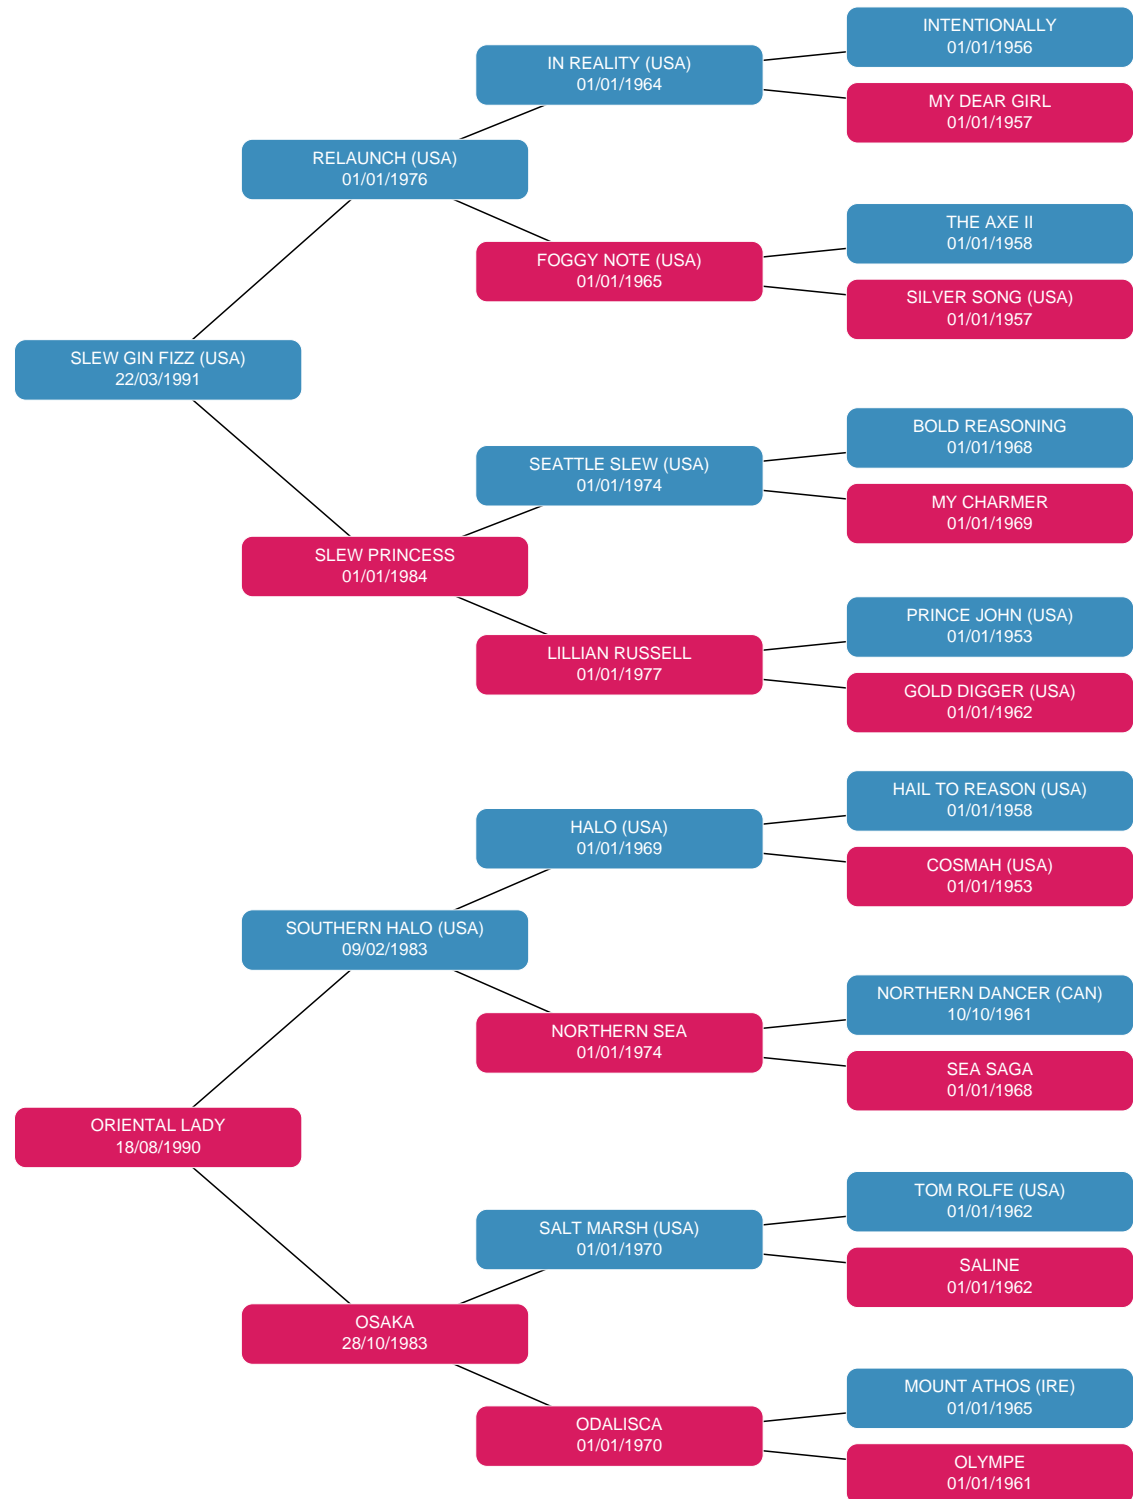 INTENTIONALLY
01/01/1956
IN REALITY (USA)
01/01/1964
MY DEAR GIRL
01/01/1957
RELAUNCH (USA)
01/01/1976
THE AXE II
01/01/1958
FOGGY NOTE (USA)
01/01/1965
SILVER SONG (USA)
01/01/1957
SLEW GIN FIZZ (USA)
22/03/1991
BOLD REASONING
01/01/1968
SEATTLE SLEW (USA)
01/01/1974
MY CHARMER
01/01/1969
SLEW PRINCESS
01/01/1984
PRINCE JOHN (USA)
01/01/1953
LILLIAN RUSSELL
01/01/1977
GOLD DIGGER (USA)
01/01/1962
HAIL TO REASON (USA)
01/01/1958
HALO (USA)
01/01/1969
COSMAH (USA)
01/01/1953
SOUTHERN HALO (USA)
09/02/1983
NORTHERN DANCER (CAN)
10/10/1961
NORTHERN SEA
01/01/1974
SEA SAGA
01/01/1968
ORIENTAL LADY
18/08/1990
TOM ROLFE (USA)
01/01/1962
SALT MARSH (USA)
01/01/1970
SALINE
01/01/1962
OSAKA
28/10/1983
MOUNT ATHOS (IRE)
01/01/1965
ODALISCA
01/01/1970
OLYMPE
01/01/1961